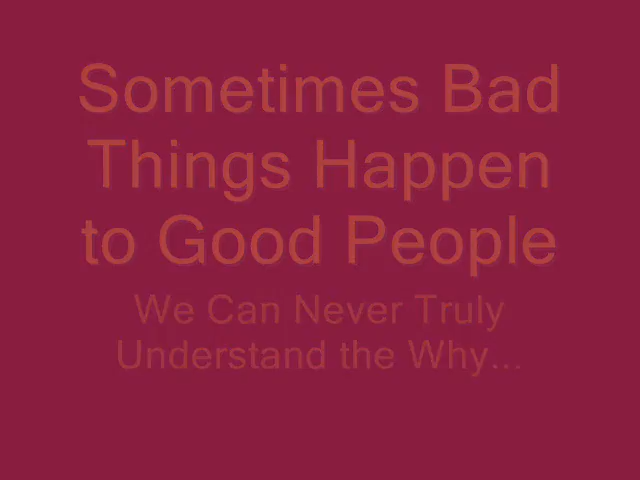 Sometimes Bad
Things Happen
to Good People
We Can Never Truly
Understand the Why...